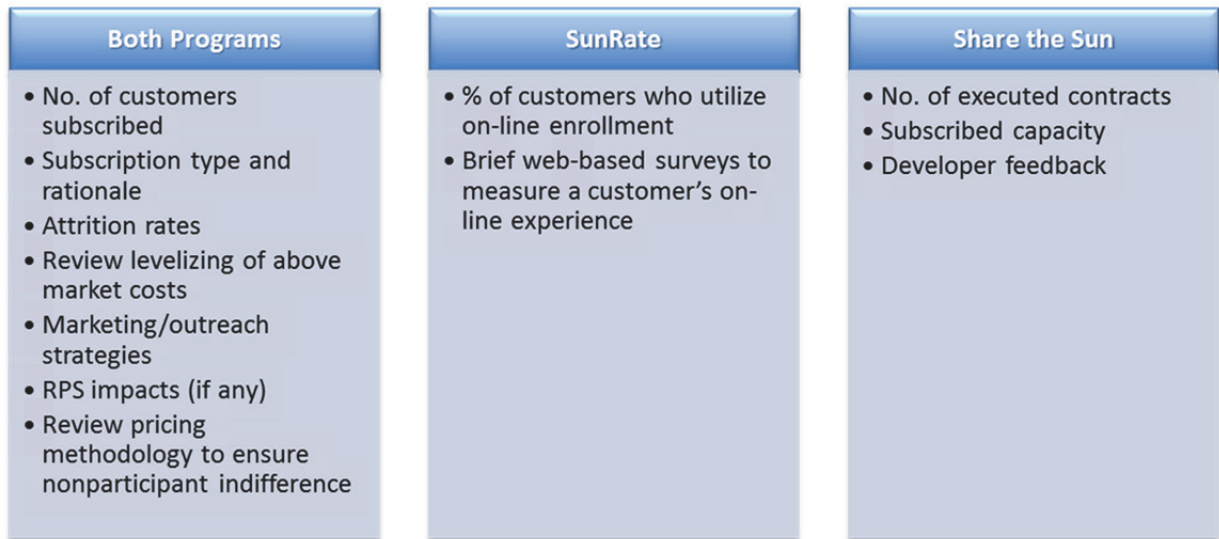 Both Programs
• No. of customers
subscribed
• Subscription type and
rationale
• Attrition rates
• Review levelizing of above
market costs
• Marketing/outreach
strategies
• RPS impacts (if any)
• Review pricing
methodology to ensure
nonparticipant indifference
SunRate
• % of customers who utilize
on-line enrollment
• Brief web-based surveys to
measure a customer’s on-
line experience
Share the Sun
• No. of executed contracts
• Subscribed capacity
• Developer feedback